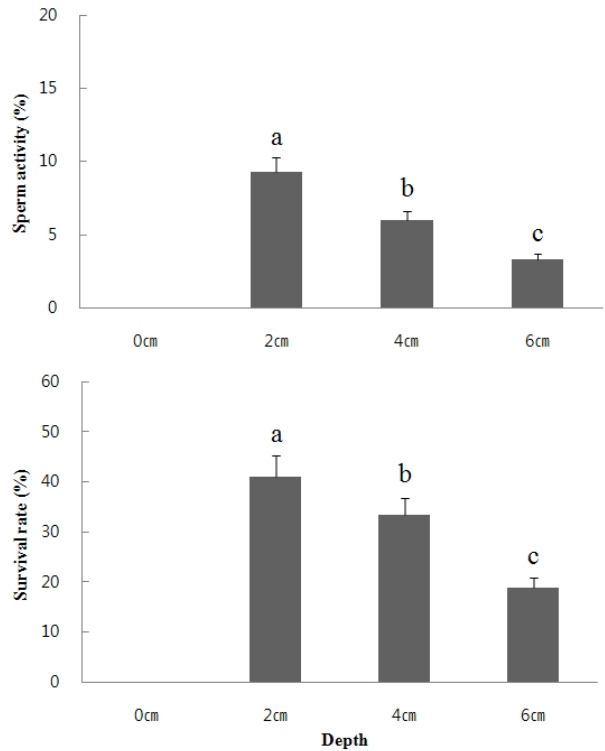 20
15
10
5
0
Sperm activity (%)
a
b
c
0㎝
2㎝
4㎝
6㎝
60
50
40
30
20
10
0
Survival rate (%)
a
b
c
0㎝
2㎝
4㎝
6㎝
Depth